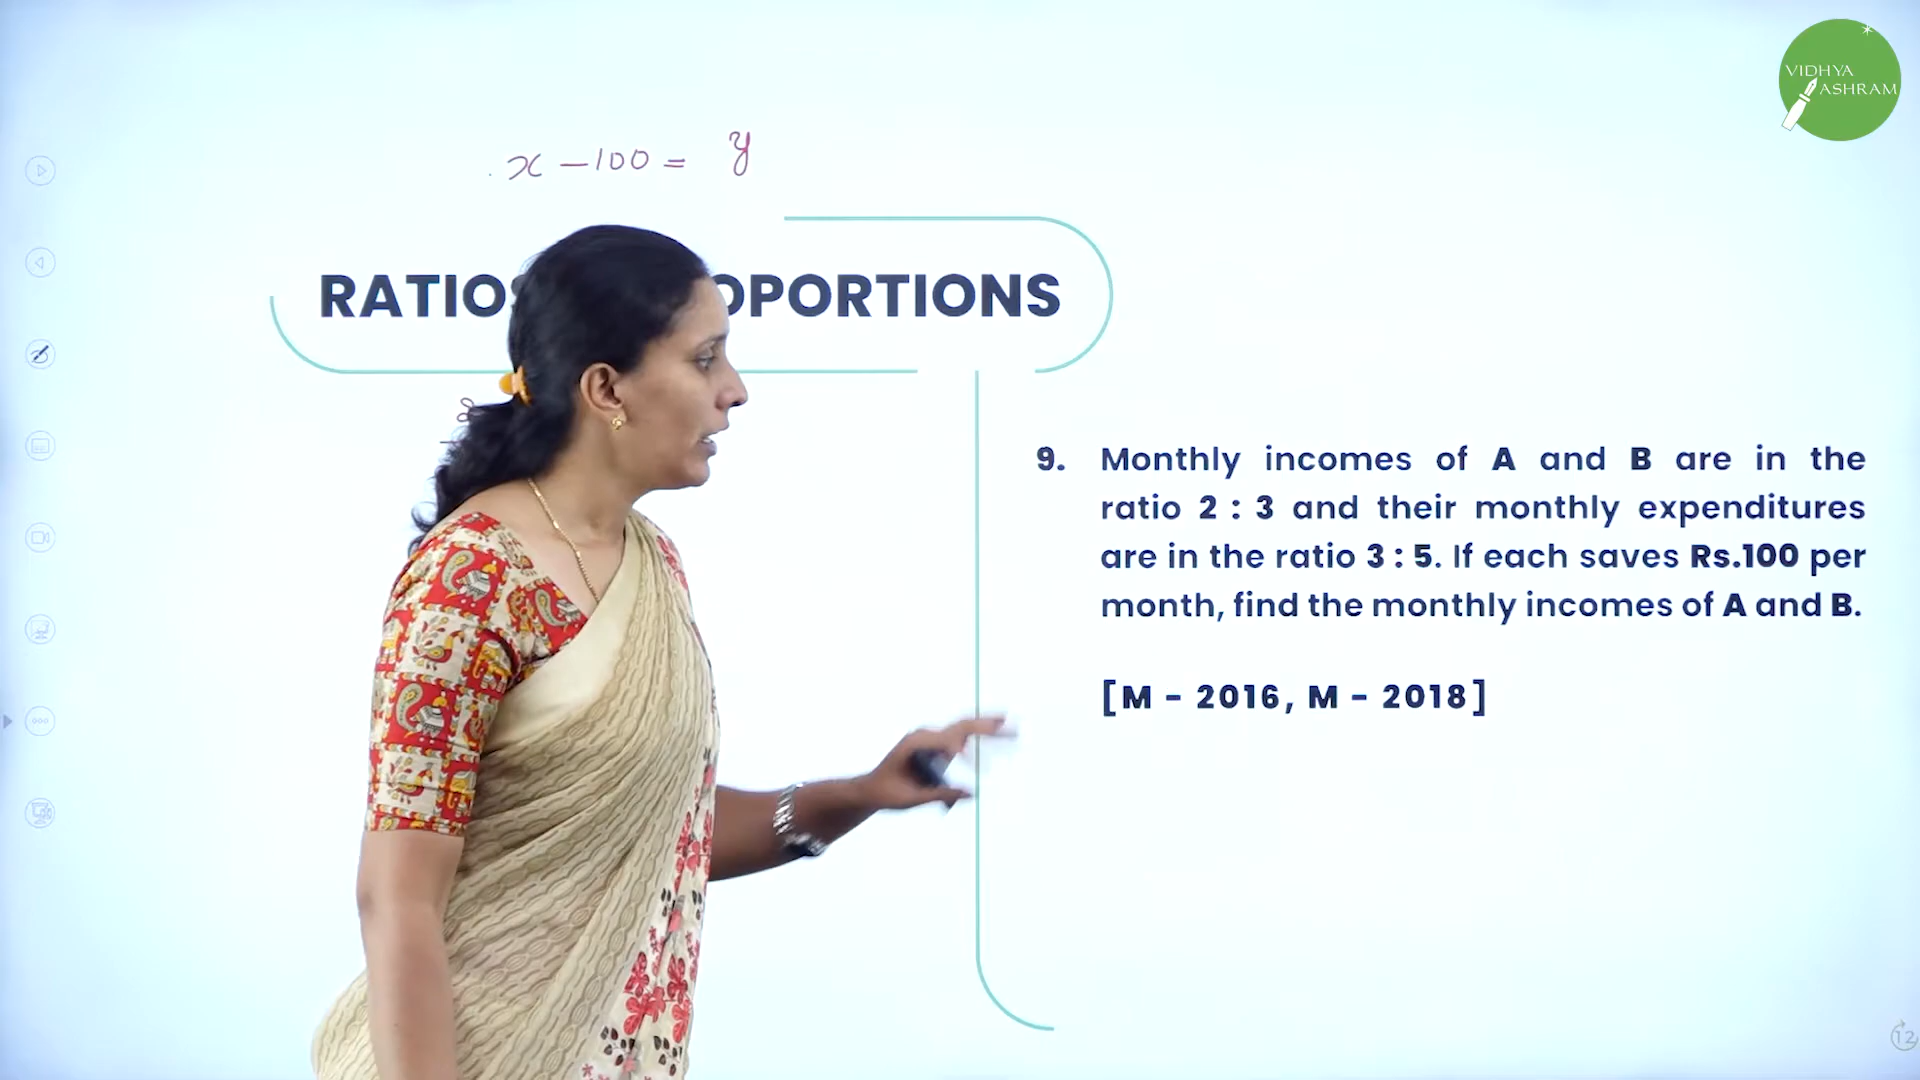 VIDHYA
ASHRAM
x - 100 = y
9. Monthly incomes of A and B are in the
ratio 2 : 3 and their monthly expenditures
are in the ratio 3 : 5. If each saves Rs.100 per
month, find the monthly incomes of A and B.
[M - 2016, M - 2018]
12